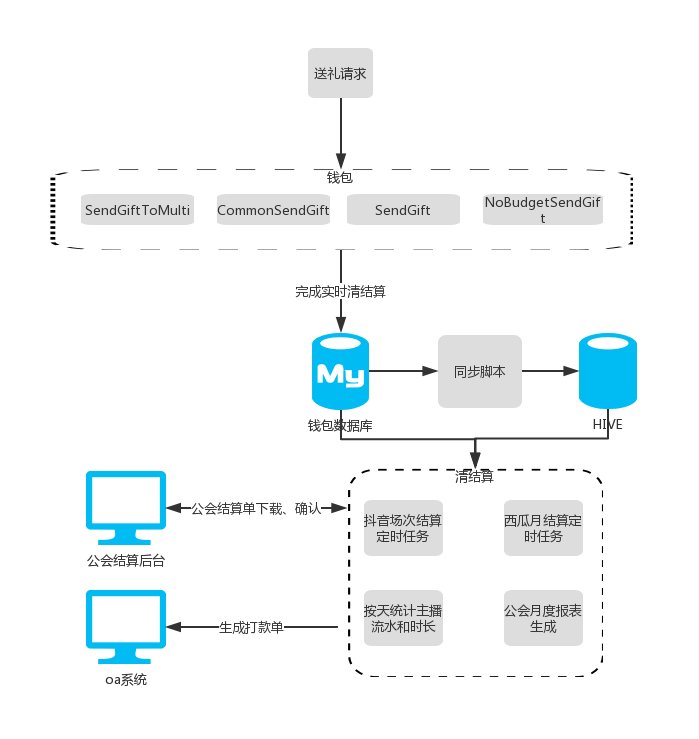 送礼请求
钱包
SendGiftToMulti
CommonSendGift
SendGift
NoBudgetSendGif
t
完成实时清结算
My
同步脚本
钱包数据库
HIVE
清结算
公会结算单下载、确认
抖音场次结算
定时任务
西瓜月结算定
时任务
公会结算后台
按天统计主播
流水和时长
公会月度报表
生成
生成打款单
oa系统